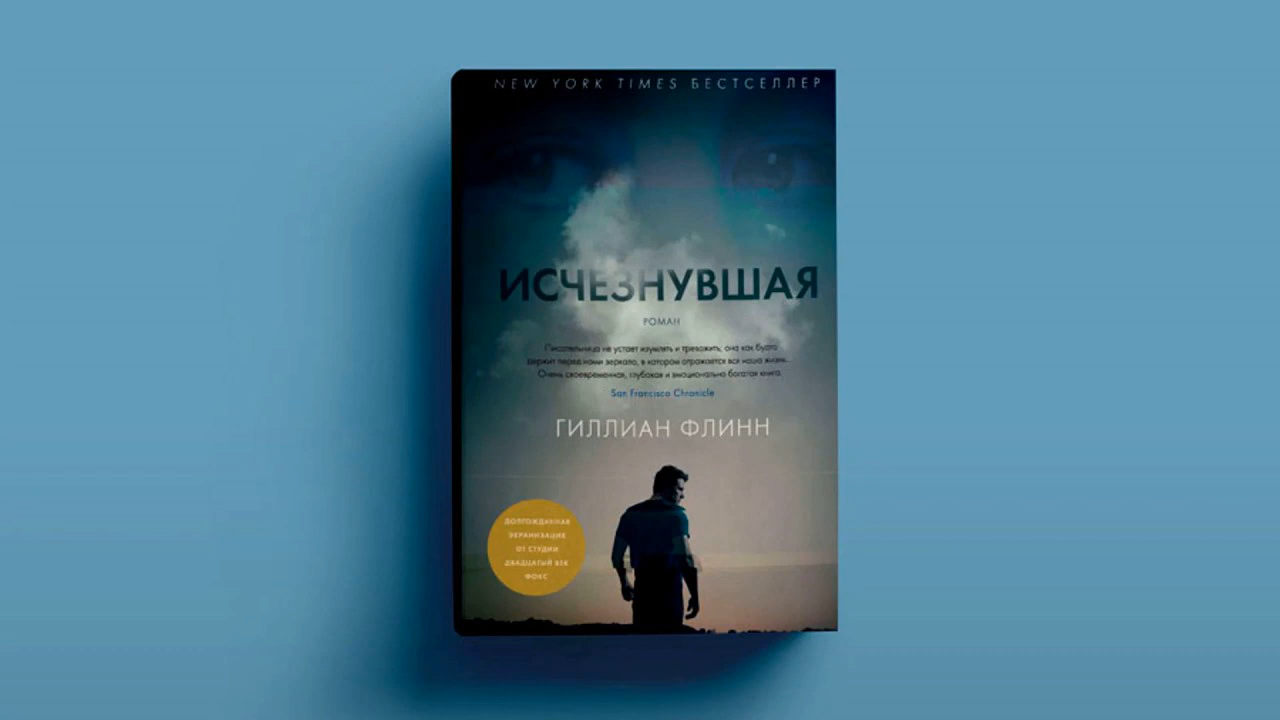 NEW YORK TIMES БЕСТСЕЛЛЕР
ИСЧЕЗНУВШАЯ
РОМАН
Писательница не устает изумлять и тревожить, она как будто
держит перед нами зеркало, в котором отражается вся наша жизнь...
Очень своевременная, глубокая и эмоционально богатая книга.
San Francisco Chronicle
ГИЛЛИАН ФЛИНН
ДОЛГОЖДАННАЯ
ЭКРАНИЗАЦИЯ
ОТ СТУДИИ
ДВАДЦАТЫЙ ВЕК
ФОКС